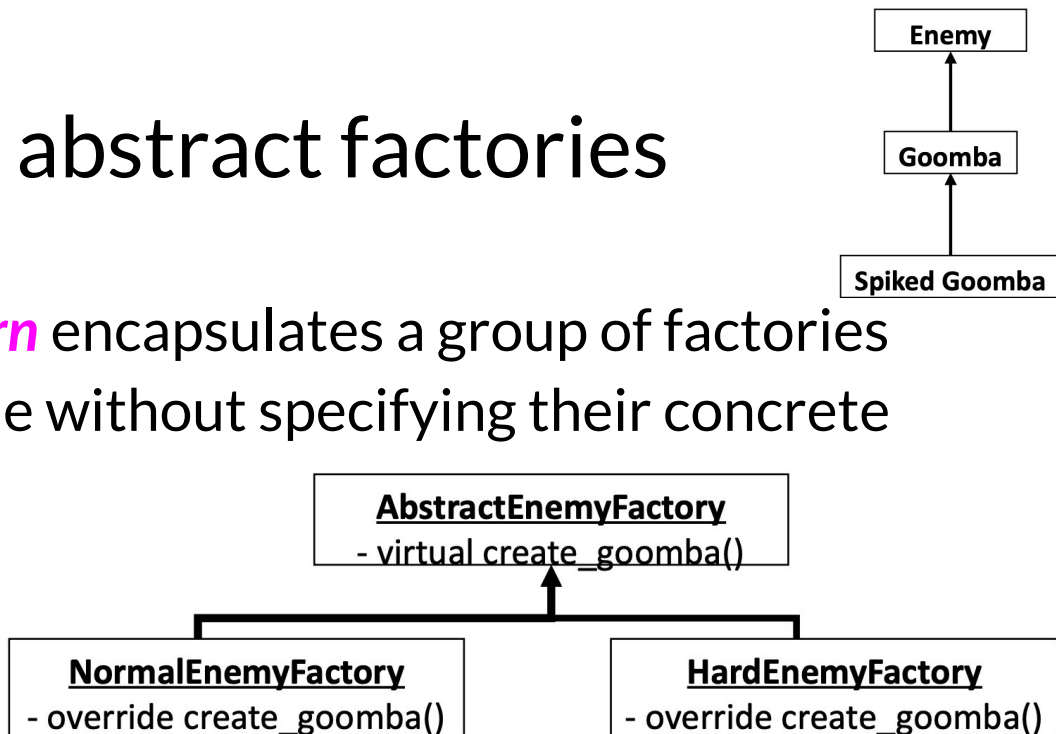 Enemy
abstract factories
Goomba
Spiked Goomba
rn encapsulates a group of factories
e without specifying their concrete
AbstractEnemyFactory
- virtual create_goomba()
NormalEnemyFactory
HardEnemyFactory
- override create_goomba()
- override create_goomba()